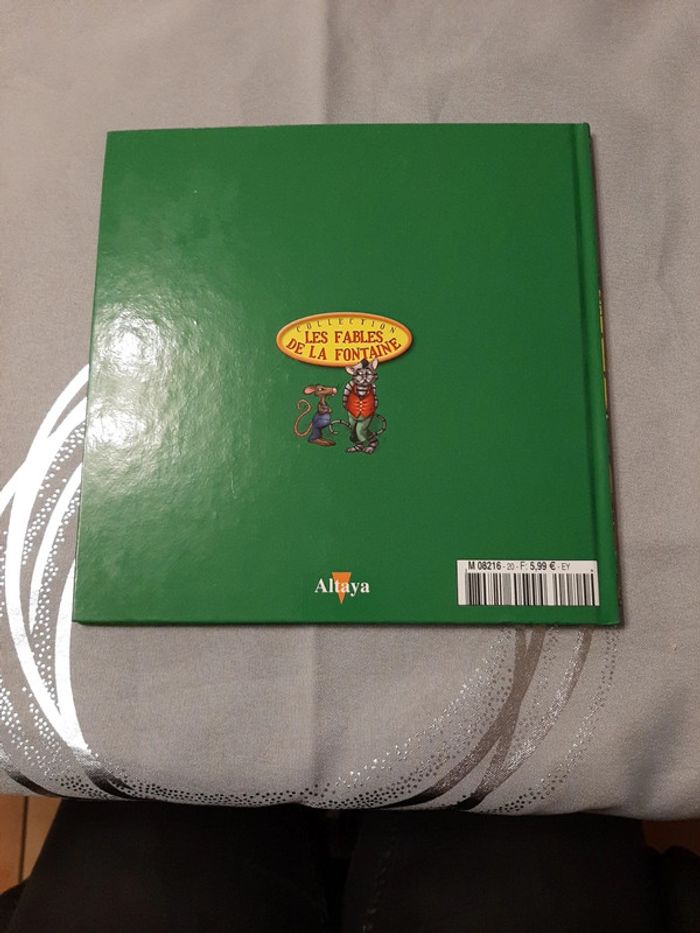 COLLECTION
LES FABLES
DE LA FONTAINE
Altaya
M 08216 - 20 - F: 5,99 € - EY